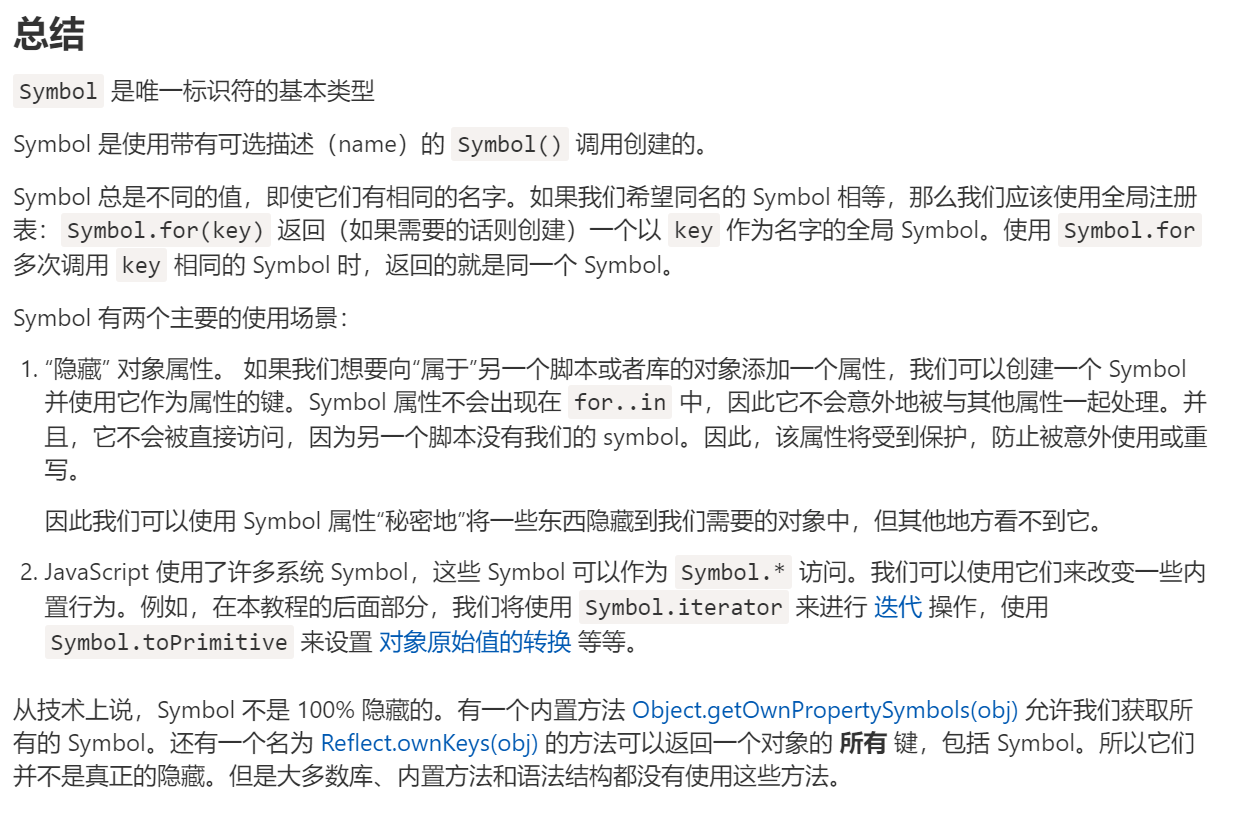 总结
Symbol 是唯一标识符的基本类型
Symbol 是使用带有可选描述（name）的 Symbol() 调用创建的。
Symbol 总是不同的值，即使它们有相同的名字。如果我们希望同名的 Symbol 相等，那么我们应该使用全局注册
表：Symbol.for(key) 返回（如果需要的话则创建）一个以 key 作为名字的全局 Symbol。使用 Symbol.for
多次调用 key 相同的 Symbol 时，返回的就是同一个 Symbol。
Symbol 有两个主要的使用场景：
1. “隐藏” 对象属性。 如果我们想要向“属于”另一个脚本或者库的对象添加一个属性，我们可以创建一个 Symbol
并使用它作为属性的键。Symbol 属性不会出现在 for..in 中，因此它不会意外地被与其他属性一起处理。并
且，它不会被直接访问，因为另一个脚本没有我们的 symbol。因此，该属性将受到保护，防止被意外使用或重
写。
因此我们可以使用 Symbol 属性“秘密地”将一些东西隐藏到我们需要的对象中，但其他地方看不到它。
2. JavaScript 使用了许多系统 Symbol，这些 Symbol 可以作为 Symbol.* 访问。我们可以使用它们来改变一些内
置行为。例如，在本教程的后面部分，我们将使用 Symbol.iterator 来进行 迭代 操作，使用
Symbol.toPrimitive 来设置 对象原始值的转换 等等。
从技术上说，Symbol 不是 100% 隐藏的。有一个内置方法 Object.getOwnPropertySymbols(obj) 允许我们获取所
有的 Symbol。还有一个名为 Reflect.ownKeys(obj) 的方法可以返回一个对象的 所有 键，包括 Symbol。所以它们
并不是真正的隐藏。但是大多数库、内置方法和语法结构都没有使用这些方法。